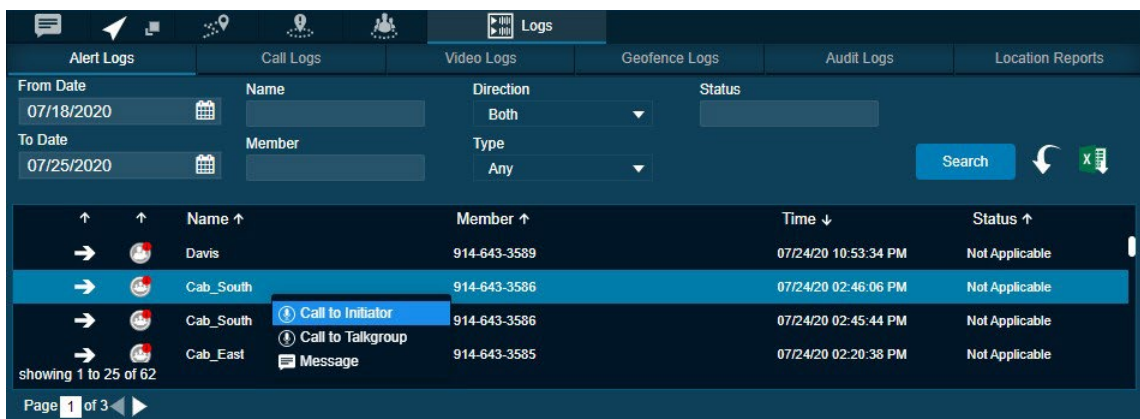 Logs
Alert Logs Call Logs Video Logs Geofence Logs Audit Logs Location Reports
From Date Name Direction Status
07/18/2020 Both
To Date Member Type
07/25/2020 Any Search
Name Member Time Status
Davis 914-643-3589 07/24/20 10:53:34 PM Not Applicable
Cab_South 914-643-3586 07/24/20 02:46:06 PM Not Applicable
Call to Initiator
Cab_South 914-643-3586 07/24/20 02:45:44 PM Not Applicable
Call to Talkgroup
Cab_East 914-643-3585 07/24/20 02:20:38 PM Not Applicable
Message
showing 1 to 25 of 62
Page 1 of 3